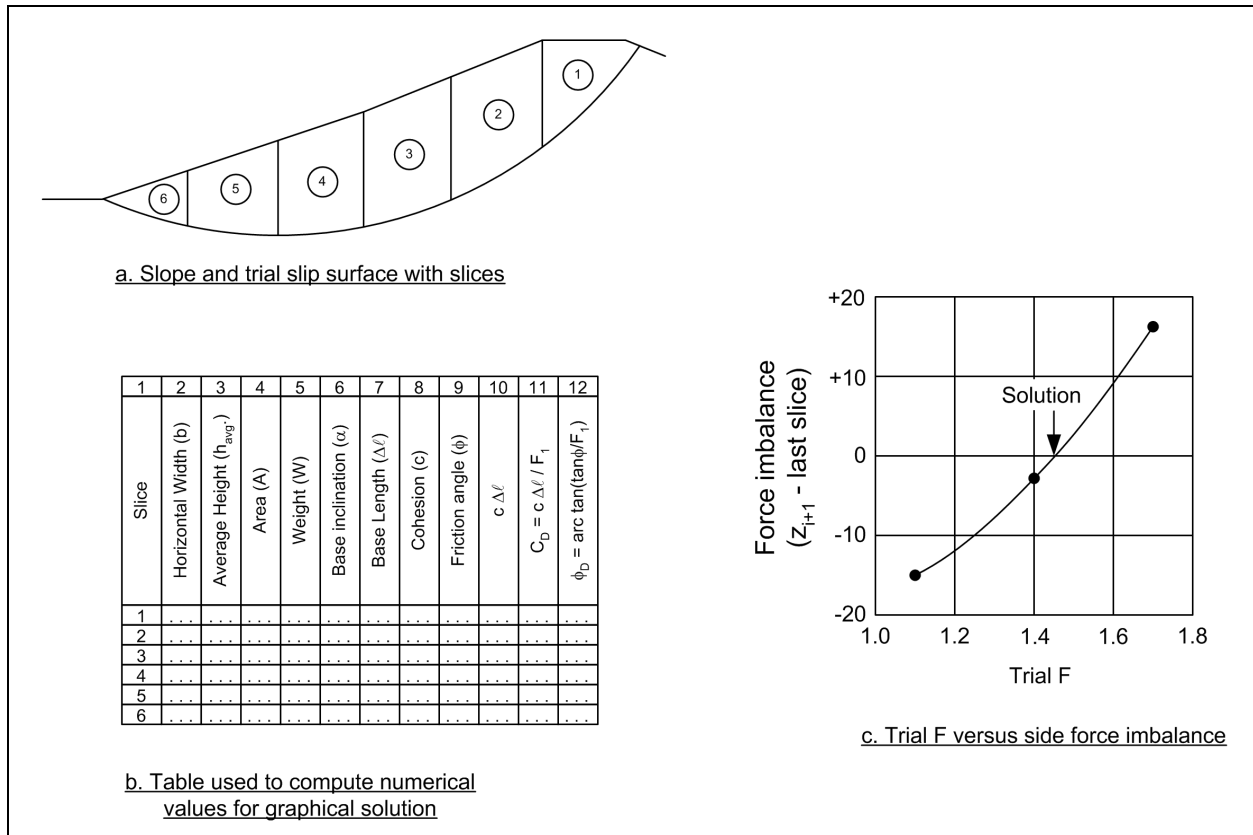 1
2
3
4
5
6
a. Slope and trial slip surface with slices
1 2 3 4 5 6 7 8 9 10 11 12
Slice
Horizontal Width (b)
Average Height (h_avg.)
Area (A)
Weight (W)
Base inclination (α)
Base Length (Δℓ)
Cohesion (c)
Friction angle (ϕ)
c Δℓ
C_D = c Δℓ / F_1
ϕ_D = arc tan(tanϕ/F_1)
1 . . . . . . . . . . . . . . . . . . . . . . . . . . . . . . . . .
2 . . . . . . . . . . . . . . . . . . . . . . . . . . . . . . . . .
3 . . . . . . . . . . . . . . . . . . . . . . . . . . . . . . . . .
4 . . . . . . . . . . . . . . . . . . . . . . . . . . . . . . . . .
5 . . . . . . . . . . . . . . . . . . . . . . . . . . . . . . . . .
6 . . . . . . . . . . . . . . . . . . . . . . . . . . . . . . . . .
b. Table used to compute numerical
values for graphical solution
Force imbalance
(z_i+1 - last slice)
+20
+10
0
-10
-20
Solution
1.0 1.2 1.4 1.6 1.8
Trial F
c. Trial F versus side force imbalance